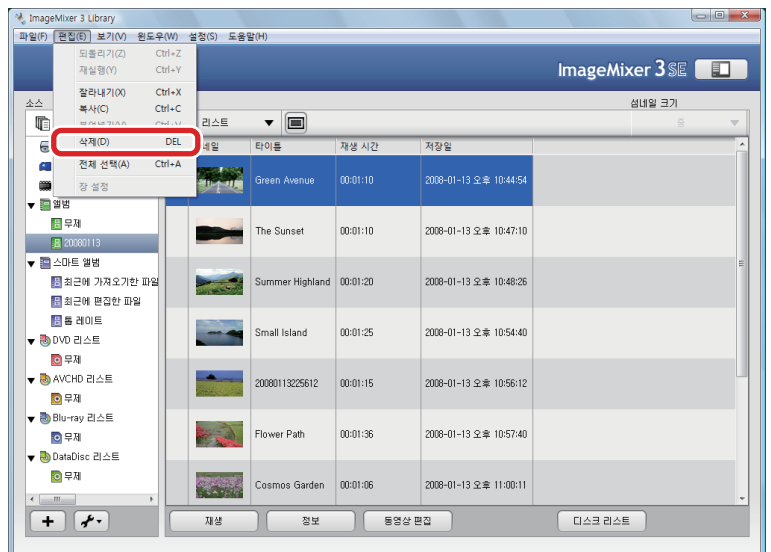 ImageMixer 3 Library
파일(F) 편집(E) 보기(V) 윈도우(W) 설정(S) 도움말(H)
되돌리기(Z) Ctrl+Z
재실행(Y) Ctrl+Y
잘라내기(X) Ctrl+X
복사(C) Ctrl+C
삭제(D) DEL
전체 선택(A) Ctrl+A
장 설정
ImageMixer 3 SE
소스
섬네일 크기
리스트
중
네일 타이틀 재생 시간 저장일
Green Avenue 00:01:10 2008-01-13 오후 10:44:54
The Sunset 00:01:10 2008-01-13 오후 10:47:10
Summer Highland 00:01:20 2008-01-13 오후 10:48:26
Small Island 00:01:25 2008-01-13 오후 10:54:40
20080113225612 00:01:15 2008-01-13 오후 10:56:12
Flower Path 00:01:36 2008-01-13 오후 10:57:40
Cosmos Garden 00:01:06 2008-01-13 오후 11:00:11
앨범
무제
20080113
스마트 앨범
최근에 가져오기한 파일
최근에 편집한 파일
톰 레이트
DVD 리스트
무제
AVCHD 리스트
무제
Blu-ray 리스트
무제
DataDisc 리스트
무제
재생 정보 동영상 편집 디스크 리스트